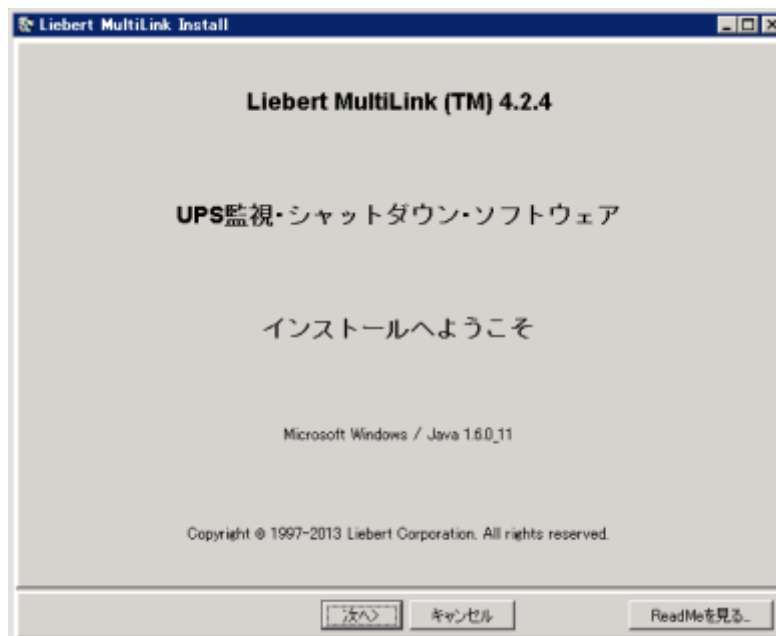 Liebert MultiLink Install
Liebert MultiLink (TM) 4.2.4
UPS監視・シャットダウン・ソフトウェア
インストールへようこそ
Microsoft Windows / Java 1.6.0_11
Copyright © 1997-2013 Liebert Corporation. All rights reserved.
次へ> キャンセル ReadMeを見る...